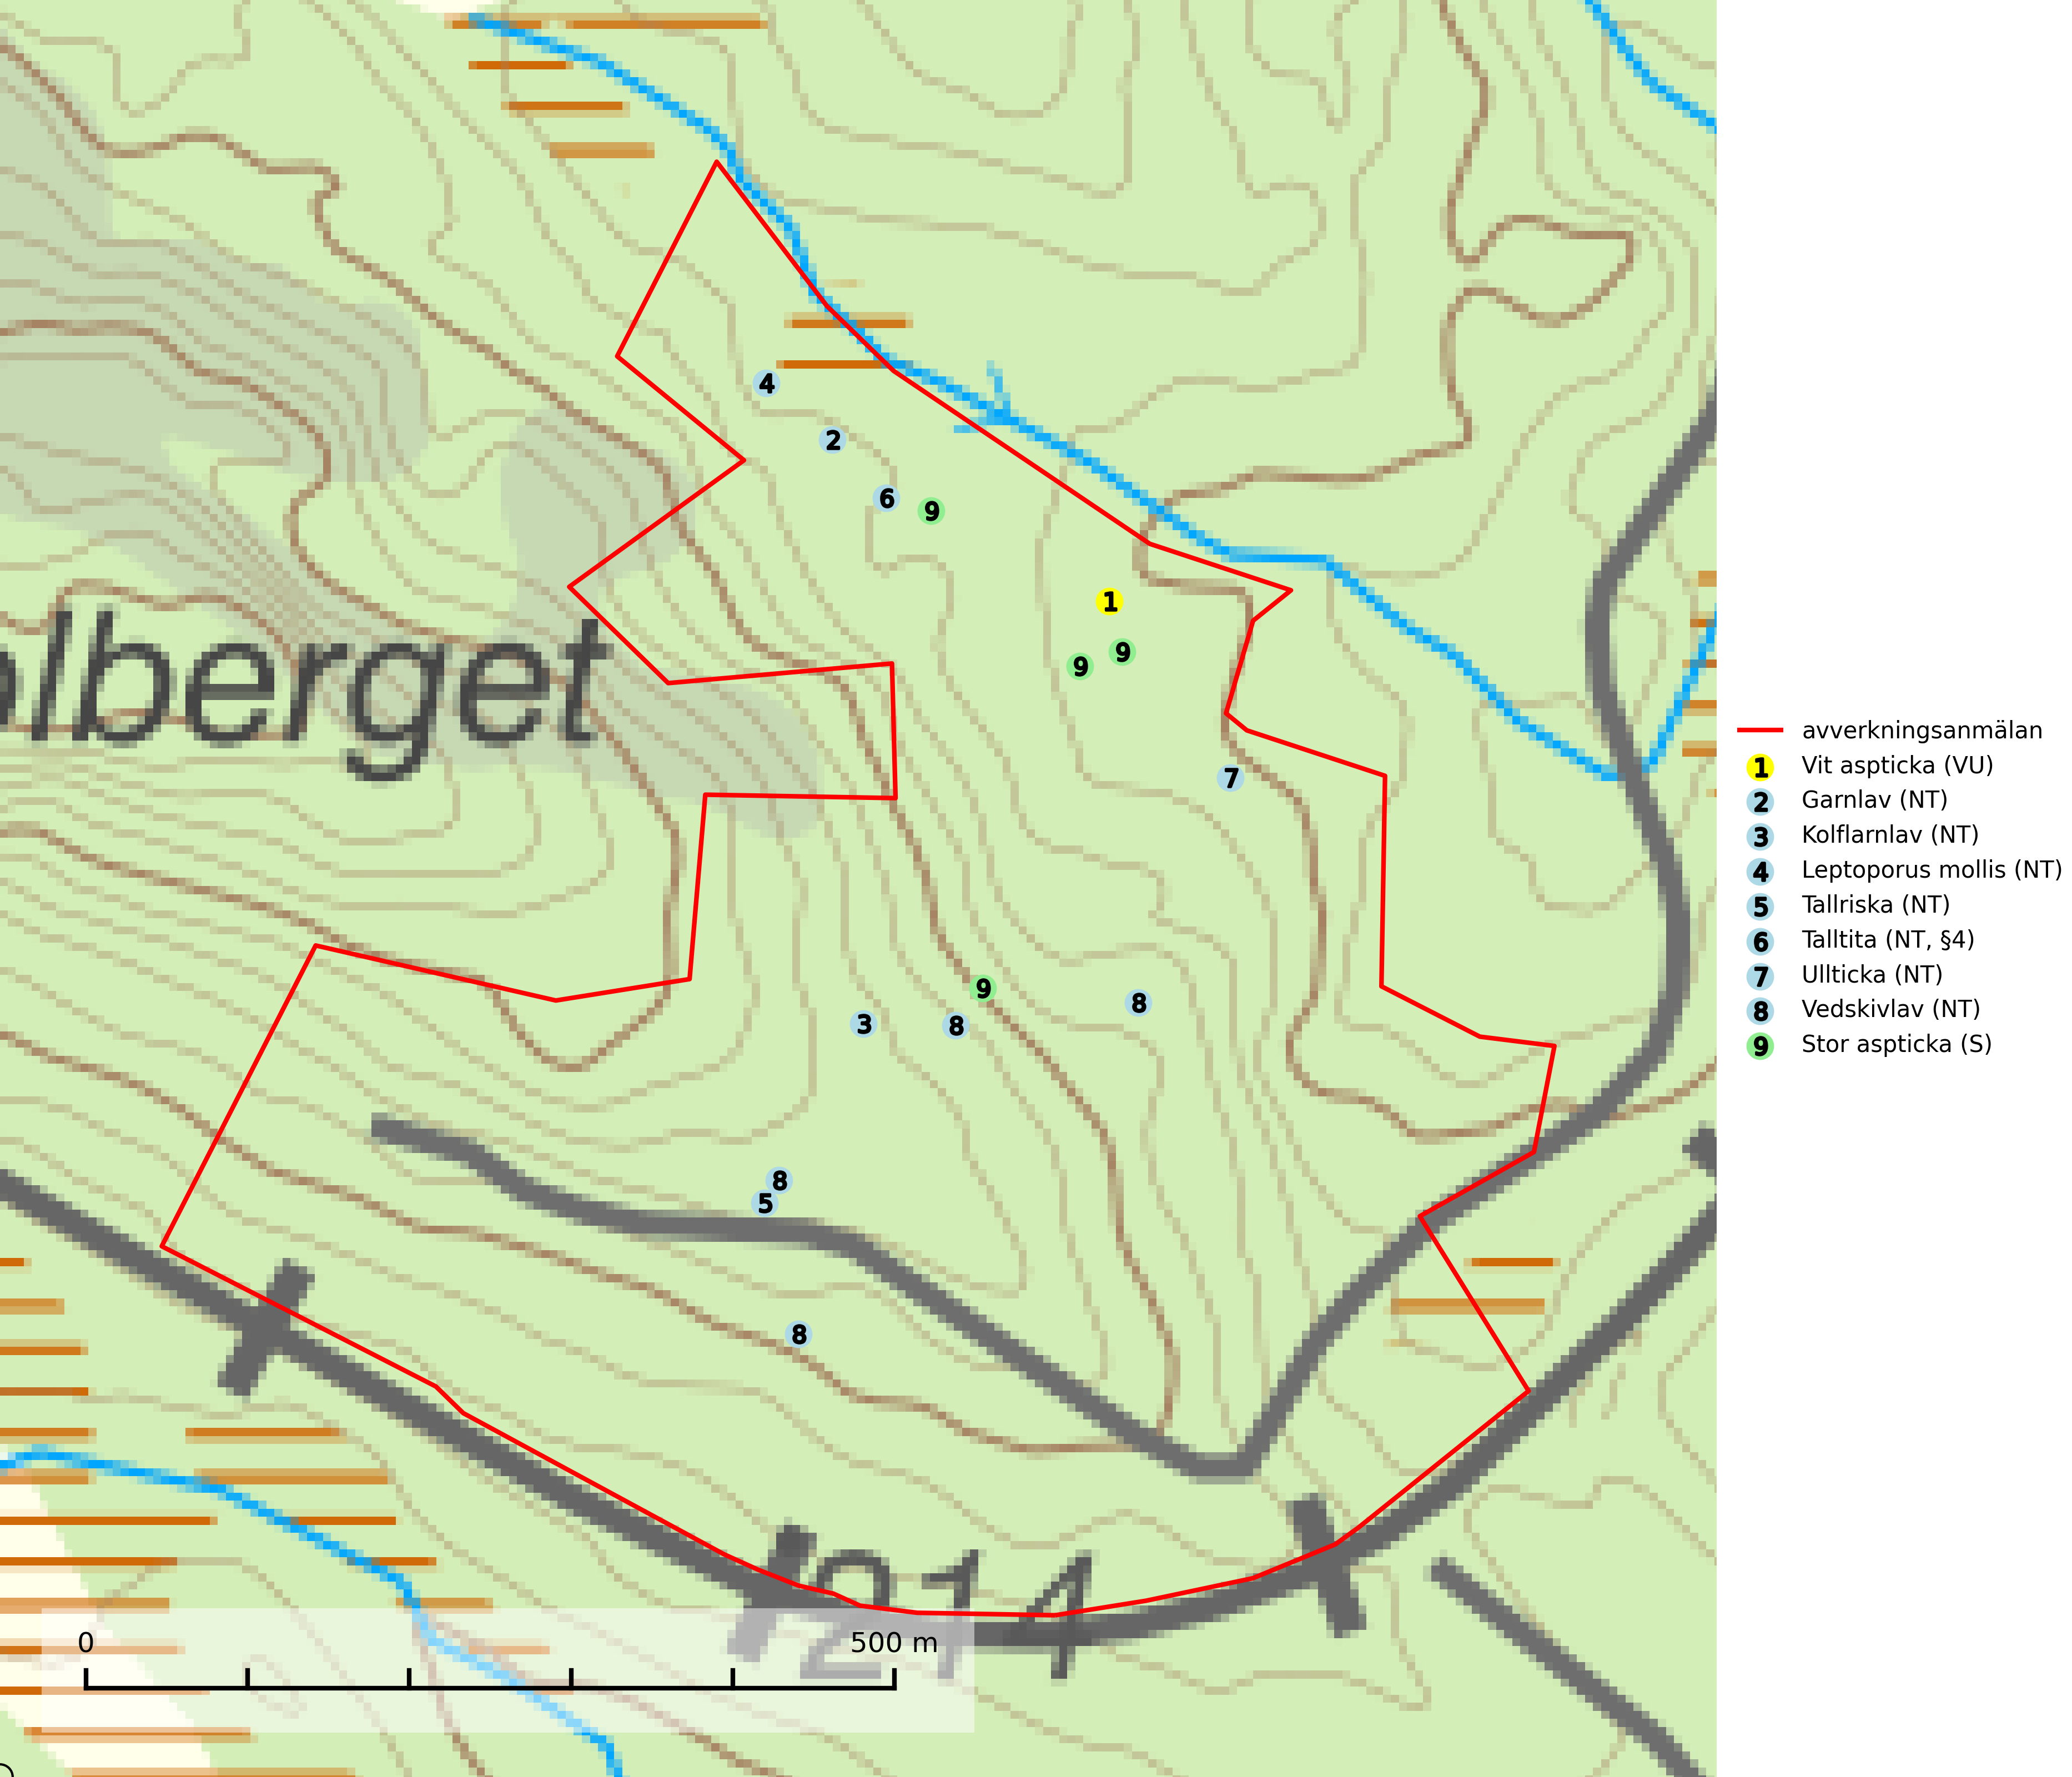 4
2
6
9
1
9
9
7
lberget
9
8
3
8
8
5
8
214
0
500 m
avverkningsanmälan
1 Vit aspticka (VU)
2 Garnlav (NT)
3 Kolflarnlav (NT)
4 Leptoporus mollis (NT)
5 Tallriska (NT)
6 Talltita (NT, §4)
7 Ullticka (NT)
8 Vedskivlav (NT)
9 Stor aspticka (S)